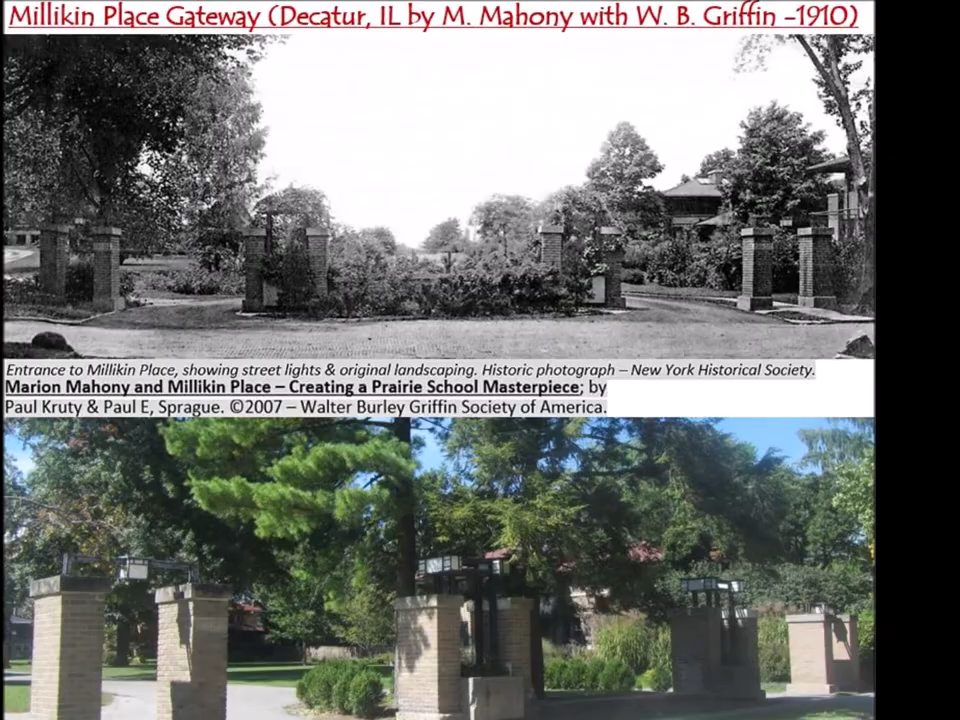 Millikin Place Gateway (Decatur, IL by M. Mahony with W. B. Griffin -1910)
Entrance to Millikin Place, showing street lights & original landscaping. Historic photograph – New York Historical Society.
Marion Mahony and Millikin Place – Creating a Prairie School Masterpiece; by
Paul Kruty & Paul E, Sprague. ©2007 – Walter Burley Griffin Society of America.